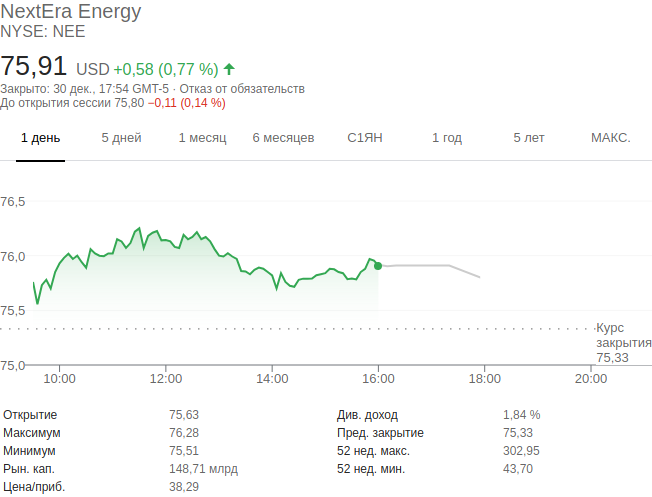 NextEra Energy
NYSE: NEE
75,91 USD +0,58 (0,77 %)
Закрыто: 30 дек., 17:54 GMT-5 · Отказ от обязательств
До открытия сессии 75,80 −0,11 (0,14 %)
1 день 5 дней 1 месяц 6 месяцев С1ЯН 1 год 5 лет МАКС.
76,5
76,0
75,5
Курс
закрытия
75,33
75,0
10:00 12:00 14:00 16:00 18:00 20:00
Открытие 75,63 Див. доход 1,84 %
Максимум 76,28 Пред. закрытие 75,33
Минимум 75,51 52 нед. макс. 302,95
Рын. кап. 148,71 млрд 52 нед. мин. 43,70
Цена/приб. 38,29